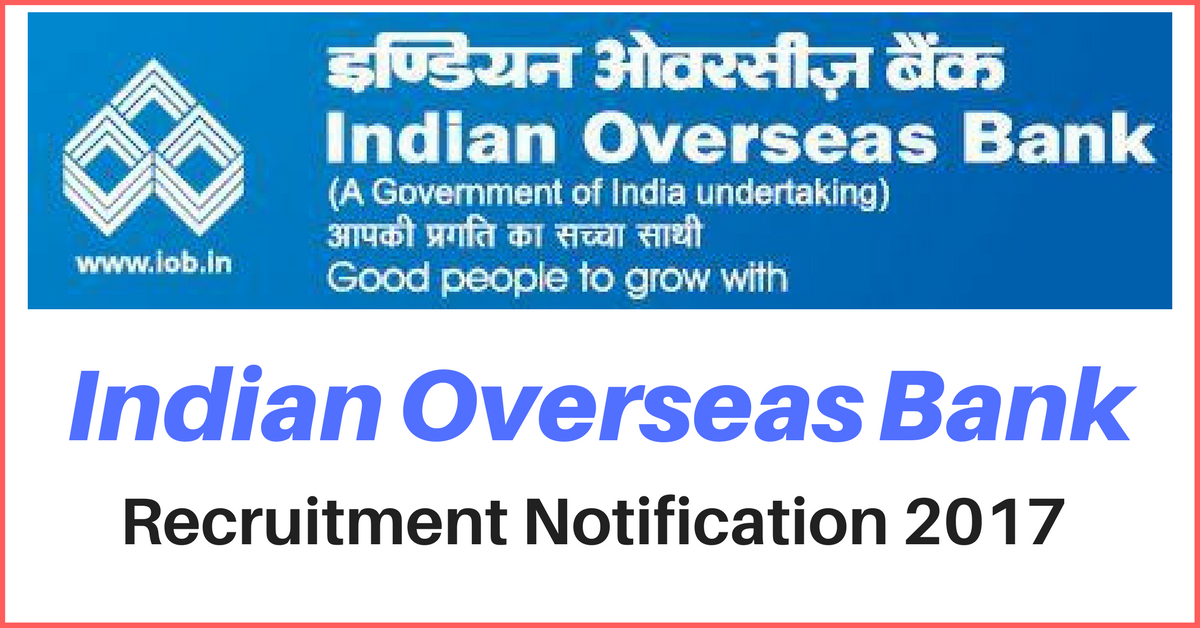 इण्डियन ओवरसीज़ बैंक
Indian Overseas Bank
(A Government of India undertaking)
आपकी प्रगति का सच्चा साथी
Good people to grow with
www.iob.in
Indian Overseas Bank
Recruitment Notification 2017